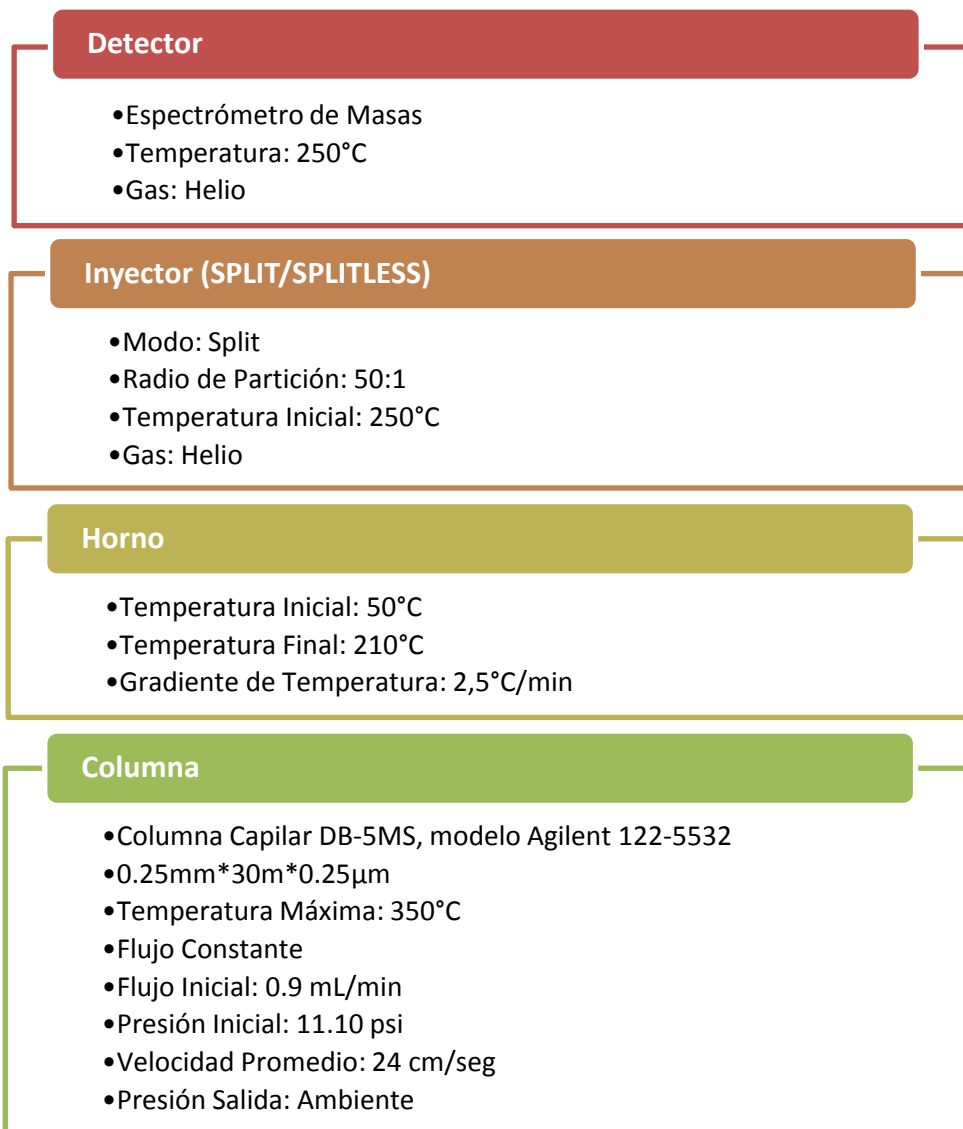 Detector
•Espectrómetro de Masas
•Temperatura: 250°C
•Gas: Helio
Inyector (SPLIT/SPLITLESS)
•Modo: Split
•Radio de Partición: 50:1
•Temperatura Inicial: 250°C
•Gas: Helio
Horno
•Temperatura Inicial: 50°C
•Temperatura Final: 210°C
•Gradiente de Temperatura: 2,5°C/min
Columna
•Columna Capilar DB-5MS, modelo Agilent 122-5532
•0.25mm*30m*0.25µm
•Temperatura Máxima: 350°C
•Flujo Constante
•Flujo Inicial: 0.9 mL/min
•Presión Inicial: 11.10 psi
•Velocidad Promedio: 24 cm/seg
•Presión Salida: Ambiente